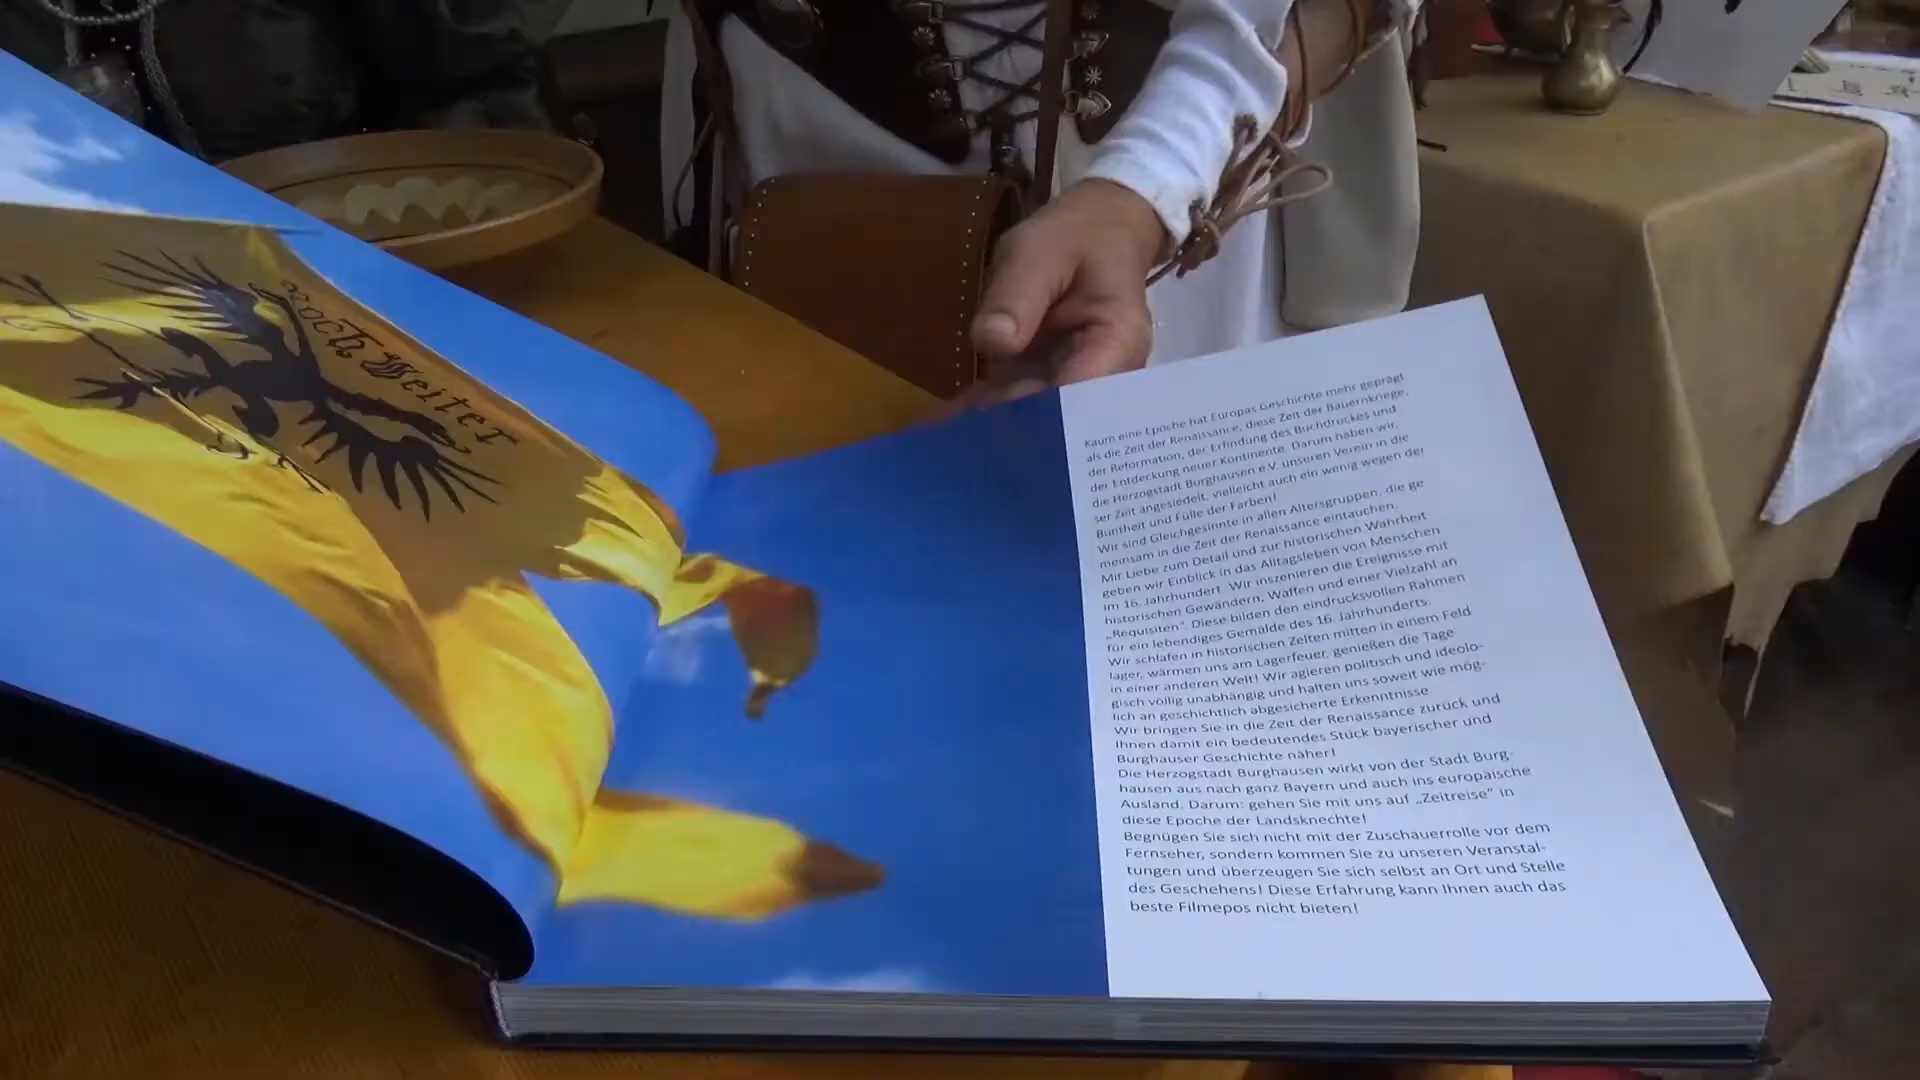 Noch Weiter
Kaum eine Epoche hat Europas Geschichte mehr geprägt
als die Zeit der Renaissance, diese Zeit der Bauernkriege,
der Reformation, der Erfindung des Buchdruckes und
der Entdeckung neuer Kontinente. Darum haben wir,
die Herzogstadt Burghausen e.V. unseren Verein in die
ser Zeit angesiedelt, vielleicht auch ein wenig wegen der
Buntheit und Fülle der Farben!
Wir sind Gleichgesinnte in allen Altersgruppen, die ge
meinsam in die Zeit der Renaissance eintauchen.
Mit Liebe zum Detail und zur historischen Wahrheit
geben wir Einblick in das Alltagsleben von Menschen
im 16. Jahrhundert. Wir inszenieren die Ereignisse mit
historischen Gewändern, Waffen und einer Vielzahl an
„Requisiten". Diese bilden den eindrucksvollen Rahmen
für ein lebendiges Gemälde des 16. Jahrhunderts.
Wir schlafen in historischen Zelten mitten in einem Feld
lager, wärmen uns am Lagerfeuer, genießen die Tage
in einer anderen Welt! Wir agieren politisch und ideolo-
gisch völlig unabhängig und halten uns soweit wie mög-
lich an geschichtlich abgesicherte Erkenntnisse
Wir bringen Sie in die Zeit der Renaissance zurück und
Ihnen damit ein bedeutendes Stück bayerischer und
Burghauser Geschichte näher!
Die Herzogstadt Burghausen wirkt von der Stadt Burg-
hausen aus nach ganz Bayern und auch ins europäische
Ausland. Darum: gehen Sie mit uns auf „Zeitreise" in
diese Epoche der Landsknechte!
Begnügen Sie sich nicht mit der Zuschauerrolle vor dem
Fernseher, sondern kommen Sie zu unseren Veranstal-
tungen und überzeugen Sie sich selbst an Ort und Stelle
des Geschehens! Diese Erfahrung kann Ihnen auch das
beste Filmepos nicht bieten!